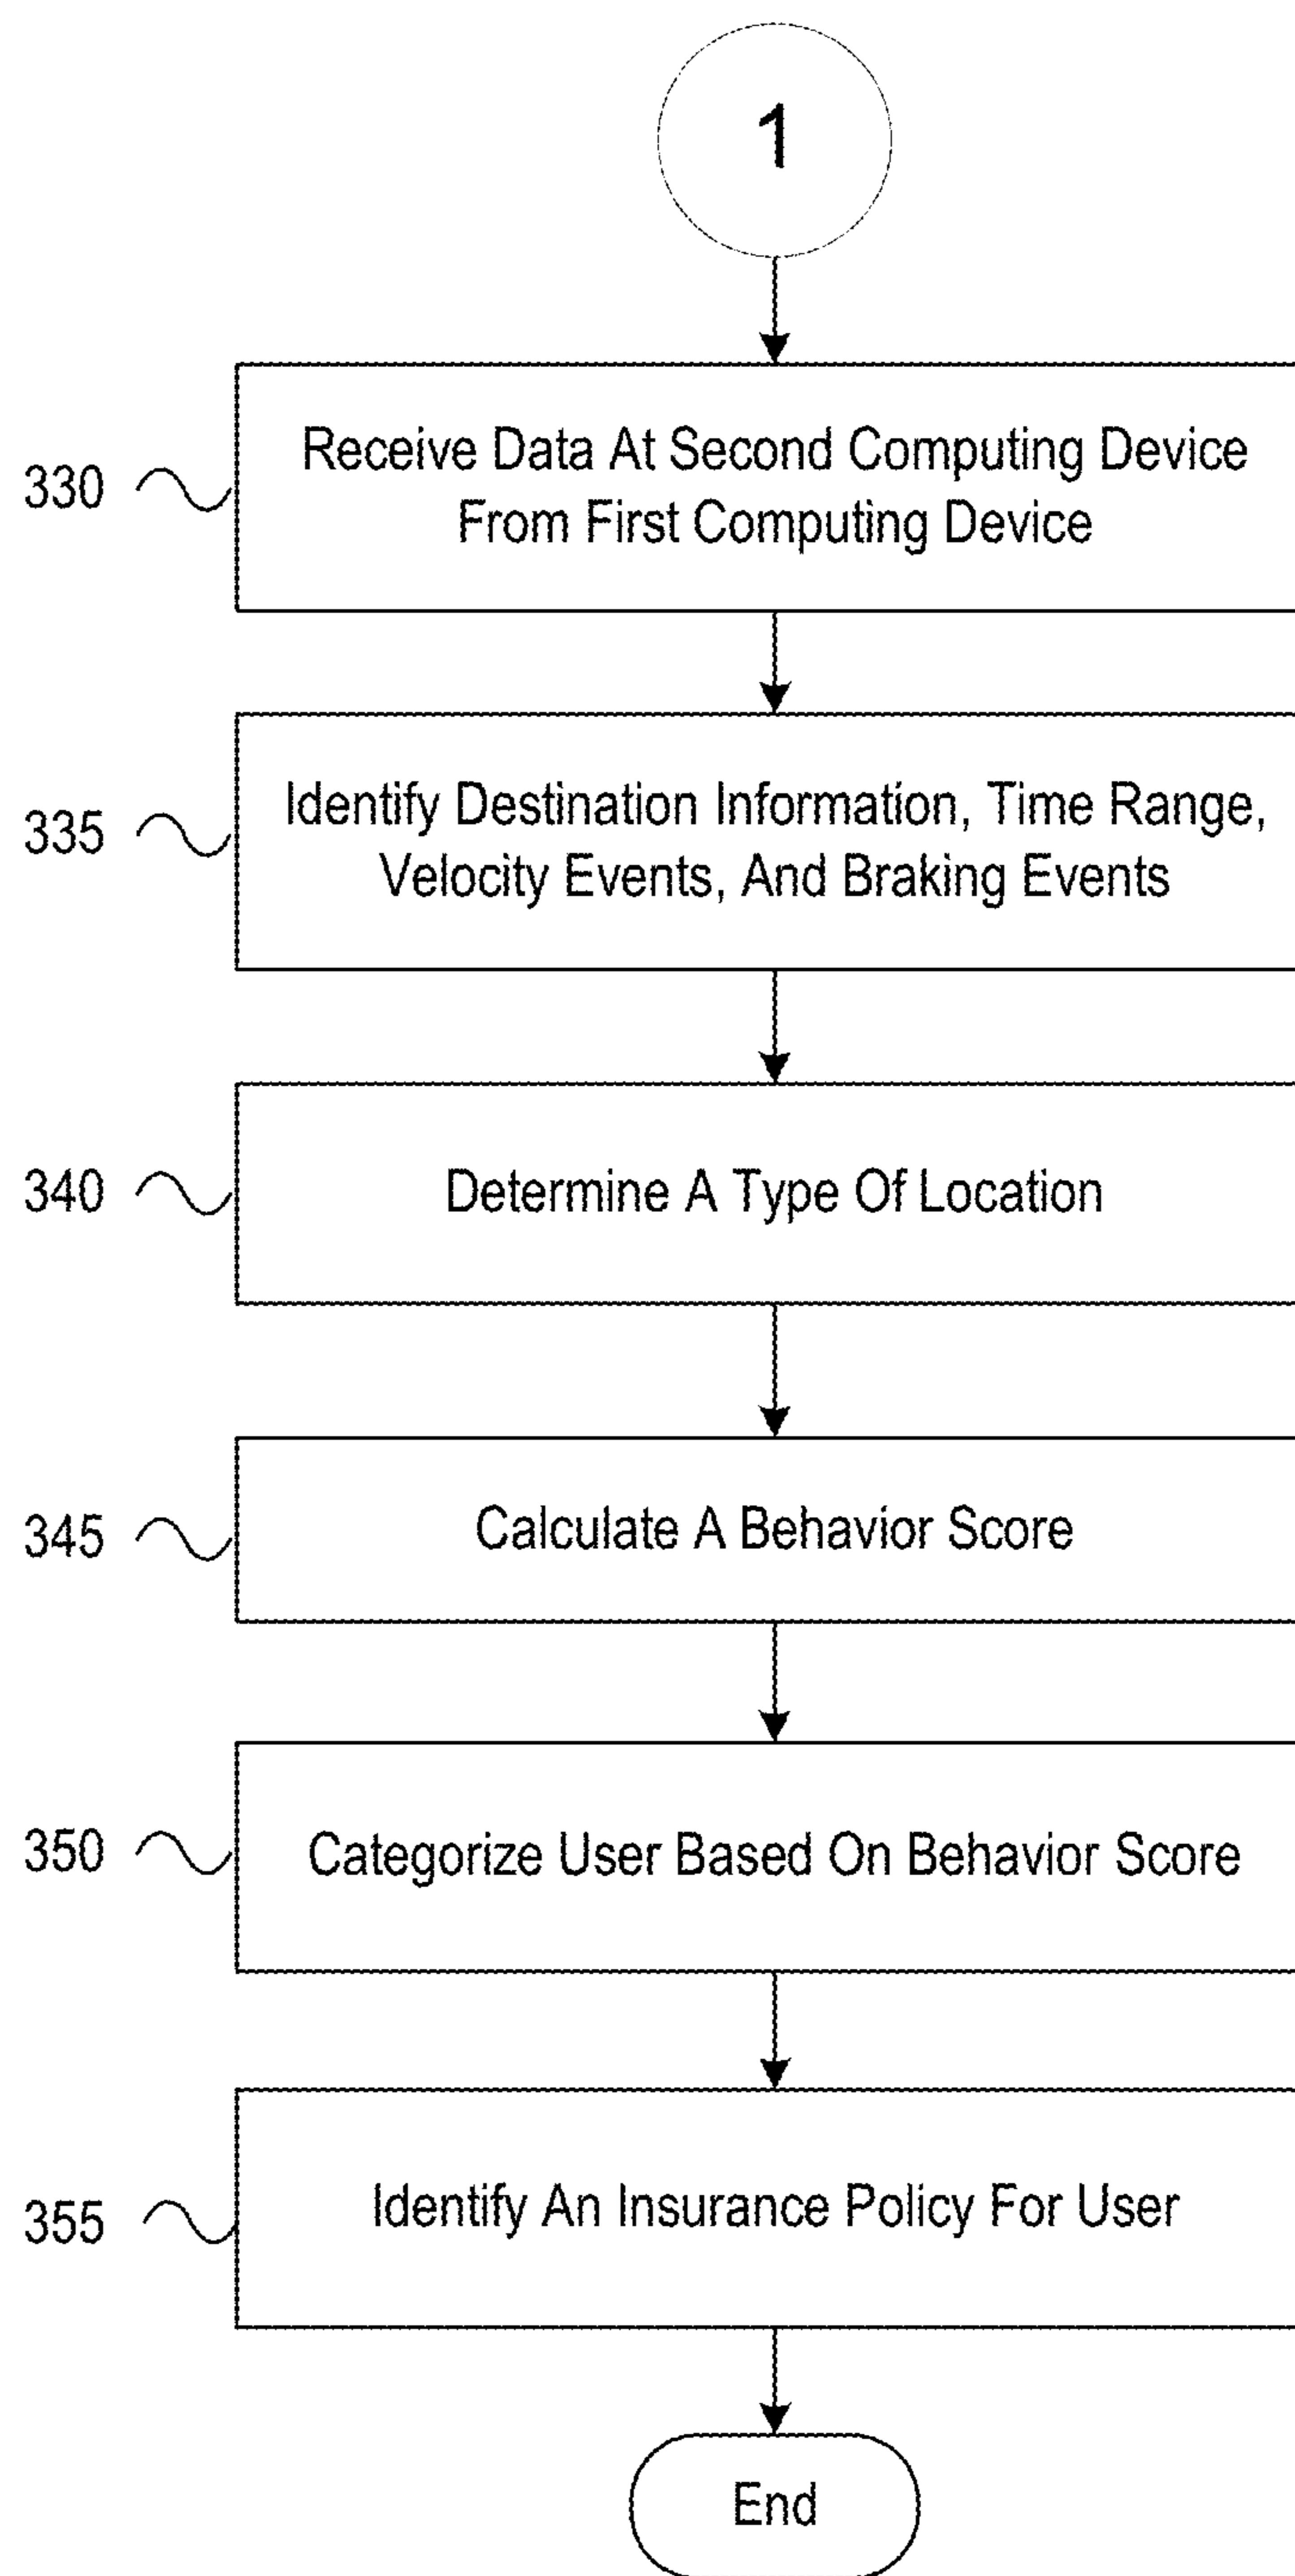 1
330
Receive Data At Second Computing Device
From First Computing Device
335
Identify Destination Information, Time Range,
Velocity Events, And Braking Events
340
Determine A Type Of Location
345
Calculate A Behavior Score
350
Categorize User Based On Behavior Score
355
Identify An Insurance Policy For User
End